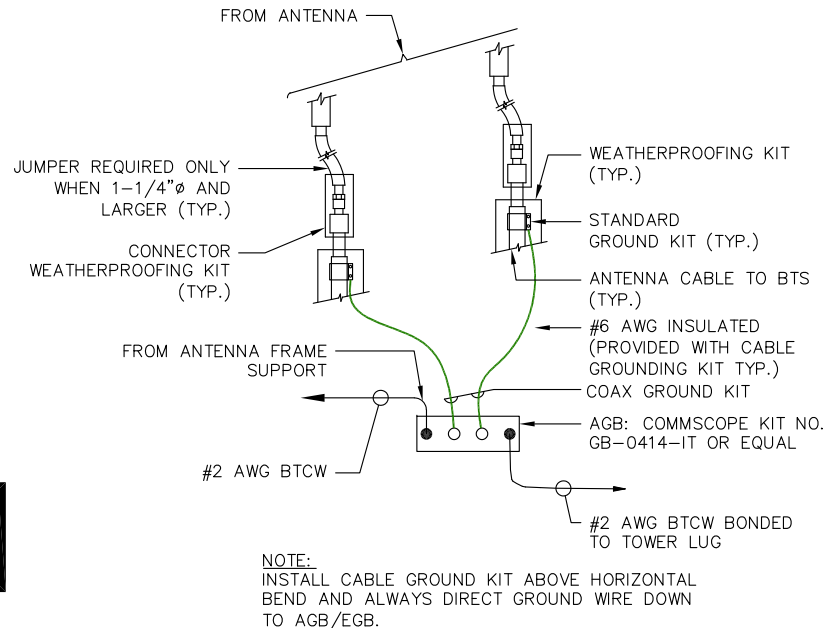 FROM ANTENNA
JUMPER REQUIRED ONLY
WHEN 1-1/4"ø AND
LARGER (TYP.)
CONNECTOR
WEATHERPROOFING KIT
(TYP.)
WEATHERPROOFING KIT
(TYP.)
STANDARD
GROUND KIT (TYP.)
ANTENNA CABLE TO BTS
(TYP.)
#6 AWG INSULATED
(PROVIDED WITH CABLE
GROUNDING KIT TYP.)
FROM ANTENNA FRAME
SUPPORT
COAX GROUND KIT
AGB: COMMSCOPE KIT NO.
GB-0414-IT OR EQUAL
#2 AWG BTCW
#2 AWG BTCW BONDED
TO TOWER LUG
NOTE:
INSTALL CABLE GROUND KIT ABOVE HORIZONTAL
BEND AND ALWAYS DIRECT GROUND WIRE DOWN
TO AGB/EGB.